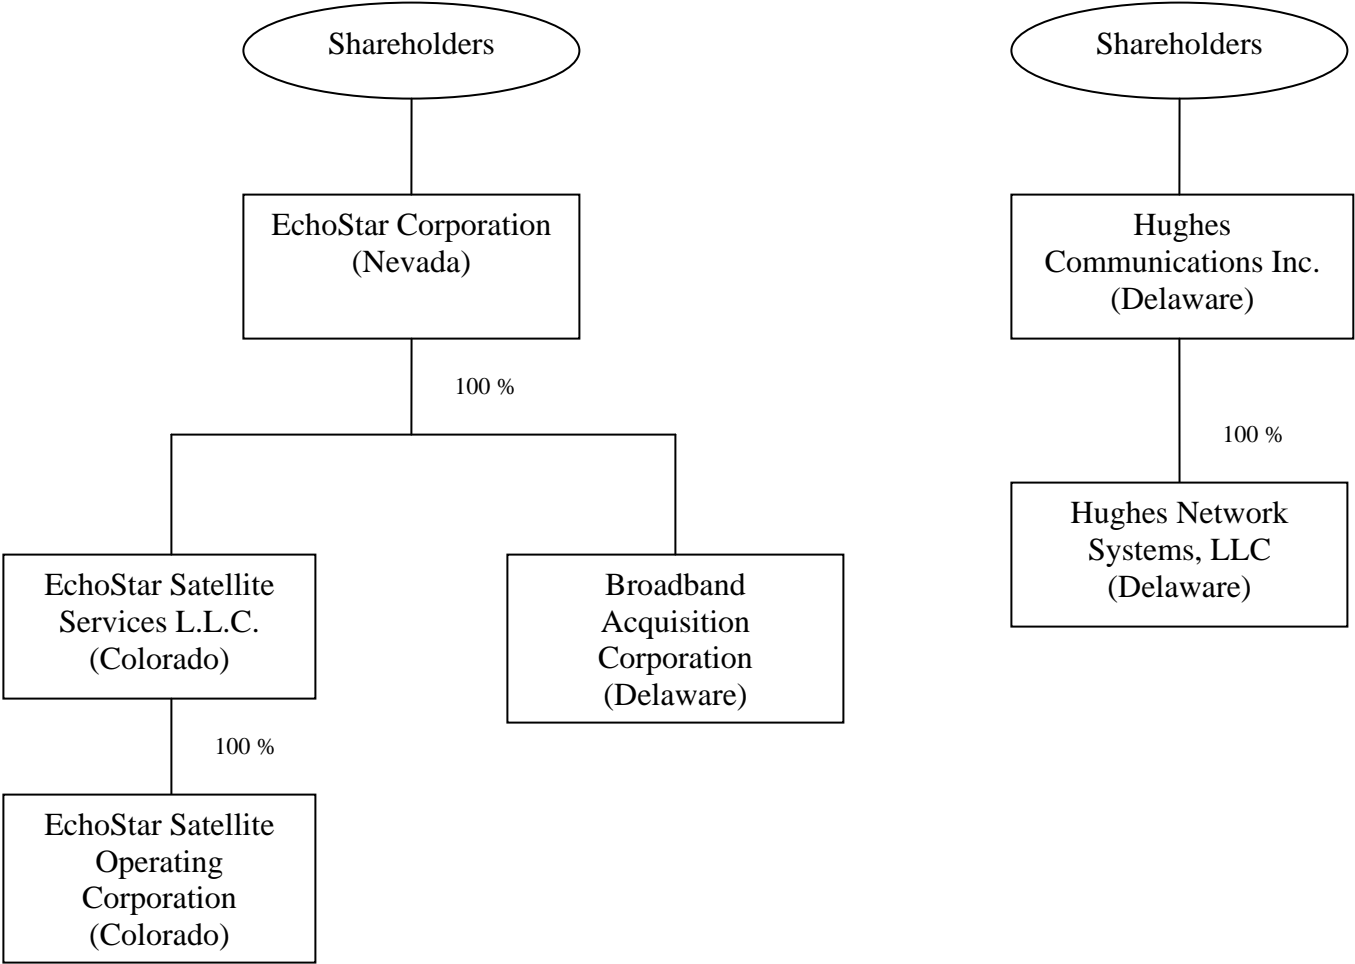 Shareholders
EchoStar Corporation
(Nevada)
100 %
EchoStar Satellite
Services L.L.C.
(Colorado)
100 %
EchoStar Satellite
Operating
Corporation
(Colorado)
Broadband
Acquisition
Corporation
(Delaware)
Shareholders
Hughes
Communications Inc.
(Delaware)
100 %
Hughes Network
Systems, LLC
(Delaware)